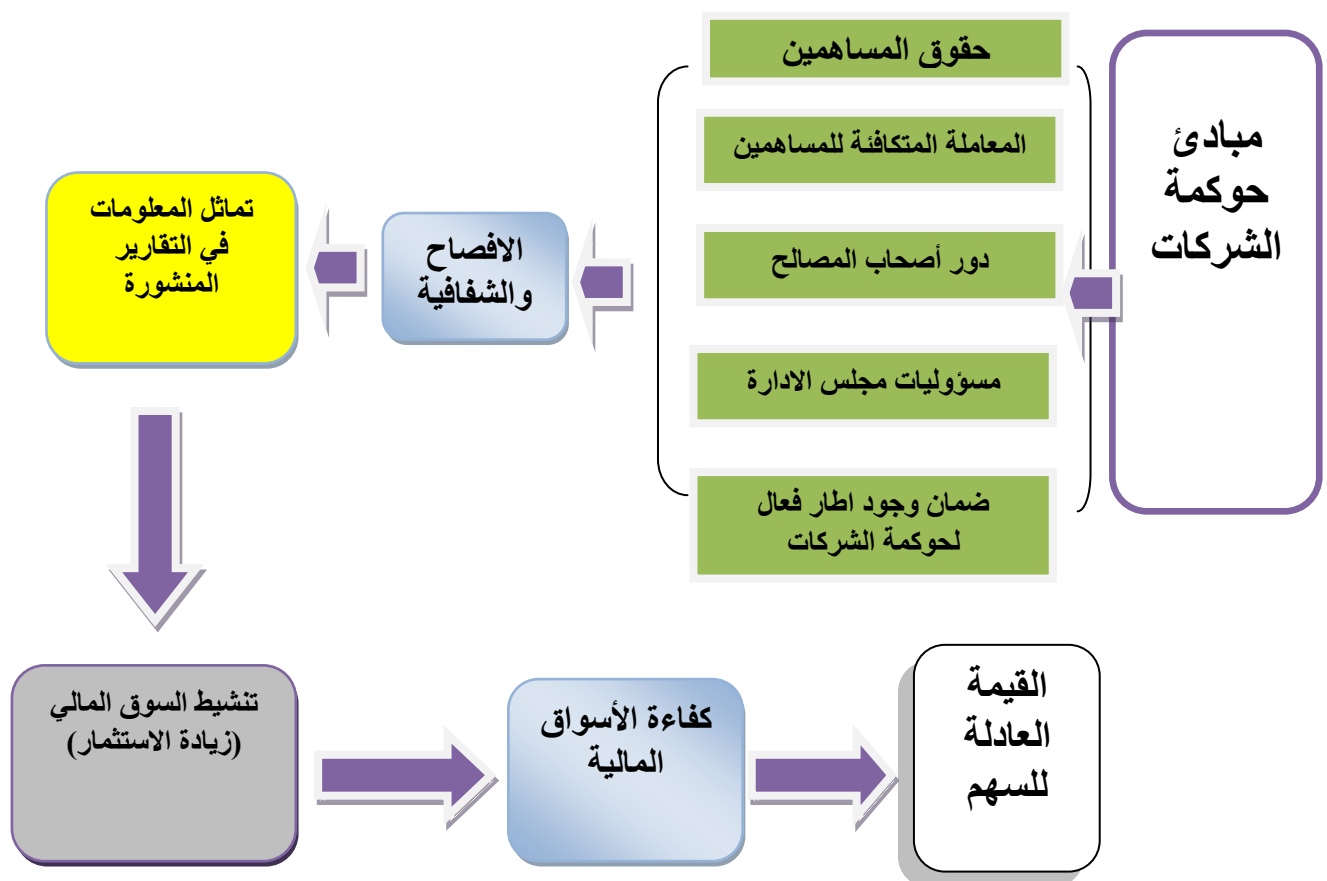 مبادئ
حوكمة
الشركات
حقوق المساهمين
المعاملة المتكافئة للمساهمين
دور أصحاب المصالح
مسؤوليات مجلس الادارة
ضمان وجود اطار فعال
لحوكمة الشركات
الافصاح
والشفافية
تماثل المعلومات
في التقارير
المنشورة
تنشيط السوق المالي
(زيادة الاستثمار)
كفاءة الأسواق
المالية
القيمة
العادلة
للسهم